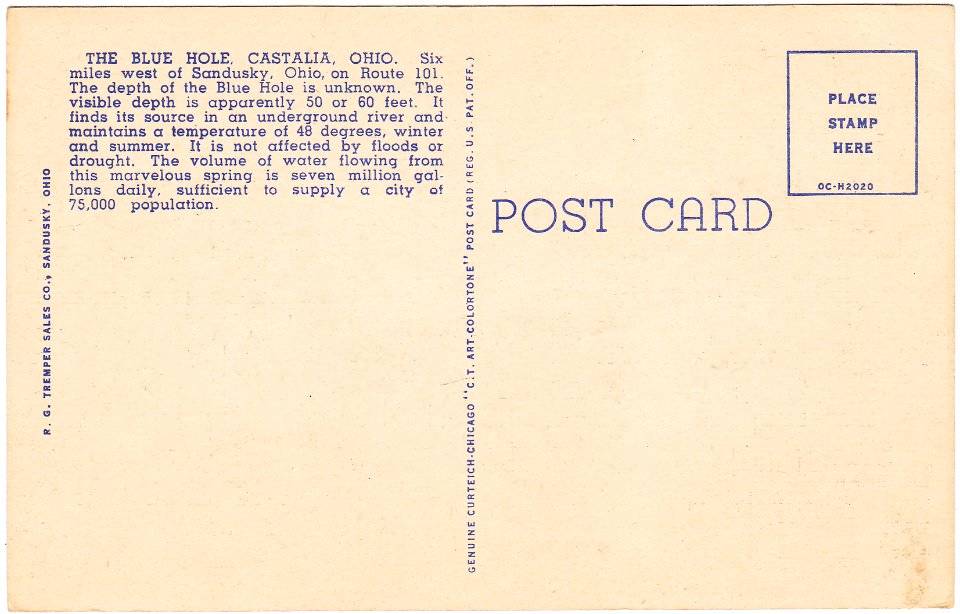 THE BLUE HOLE, CASTALIA, OHIO. Six
miles west of Sandusky, Ohio, on Route 101.
The depth of the Blue Hole is unknown. The
visible depth is apparently 50 or 60 feet. It
finds its source in an underground river and
maintains a temperature of 48 degrees, winter
and summer. It is not affected by floods or
drought. The volume of water flowing from
this marvelous spring is seven million gal-
lons daily, sufficient to supply a city of
75,000 population.
R. G. TREMPER SALES CO., SANDUSKY, OHIO
GENUINE CURTEICH-CHICAGO "C.T. ART-COLORTONE" POST CARD (REG. U.S. PAT. OFF.)
POST CARD
PLACE
STAMP
HERE
OC-H2020